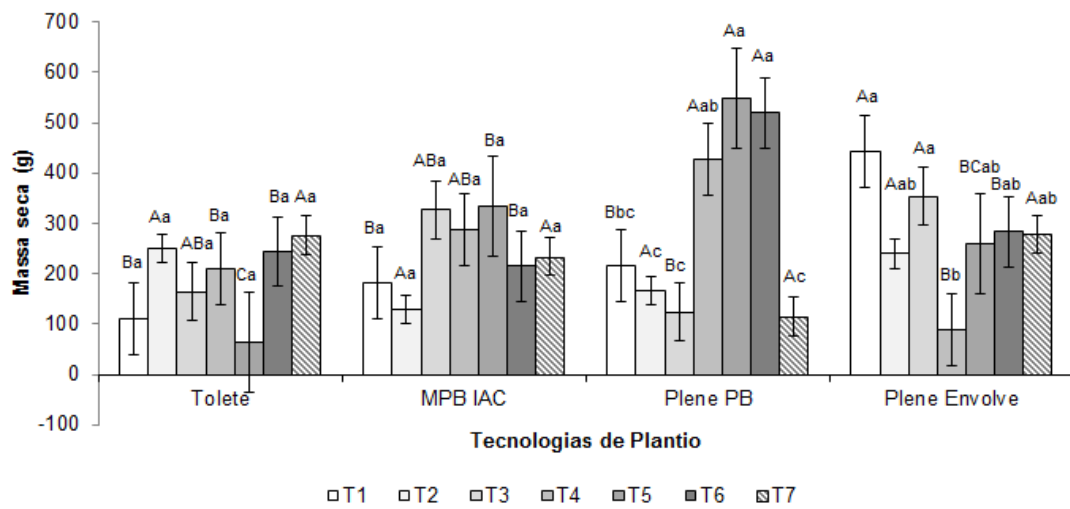 Massa seca (g)
700
600
500
400
300
200
100
0
-100
Ba Aa ABa Ba Ca Ba Aa
Ba Aa ABa ABa Ba Ba Aa
Bbc Ac Bc Aab Aa Aa Ac
Aa Aab Aa Bb BCab Bab Aab
Tolete MPB IAC Plene PB Plene Envolve
Tecnologias de Plantio
T1 T2 T3 T4 T5 T6 T7